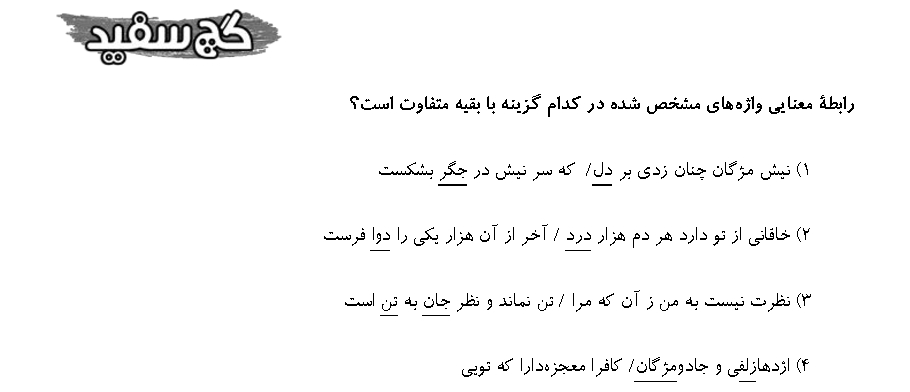 گچ سفید
رابطهٔ معنایی واژه‌های مشخص شده در کدام گزینه با بقیه متفاوت است؟
۱) نیش مژگان چنان زدی بر دل/ که سر نیش در جگر بشکست
۲) خاقانی از تو دارد هر دم هزار درد / آخر از آن هزار یکی را دوا فرست
۳) نظرت نیست به من ز آن که مرا / تن نماند و نظر جان به تن است
۴) اژدهازلفی و جادومژگان/ کافرا معجزه‌دارا که تویی